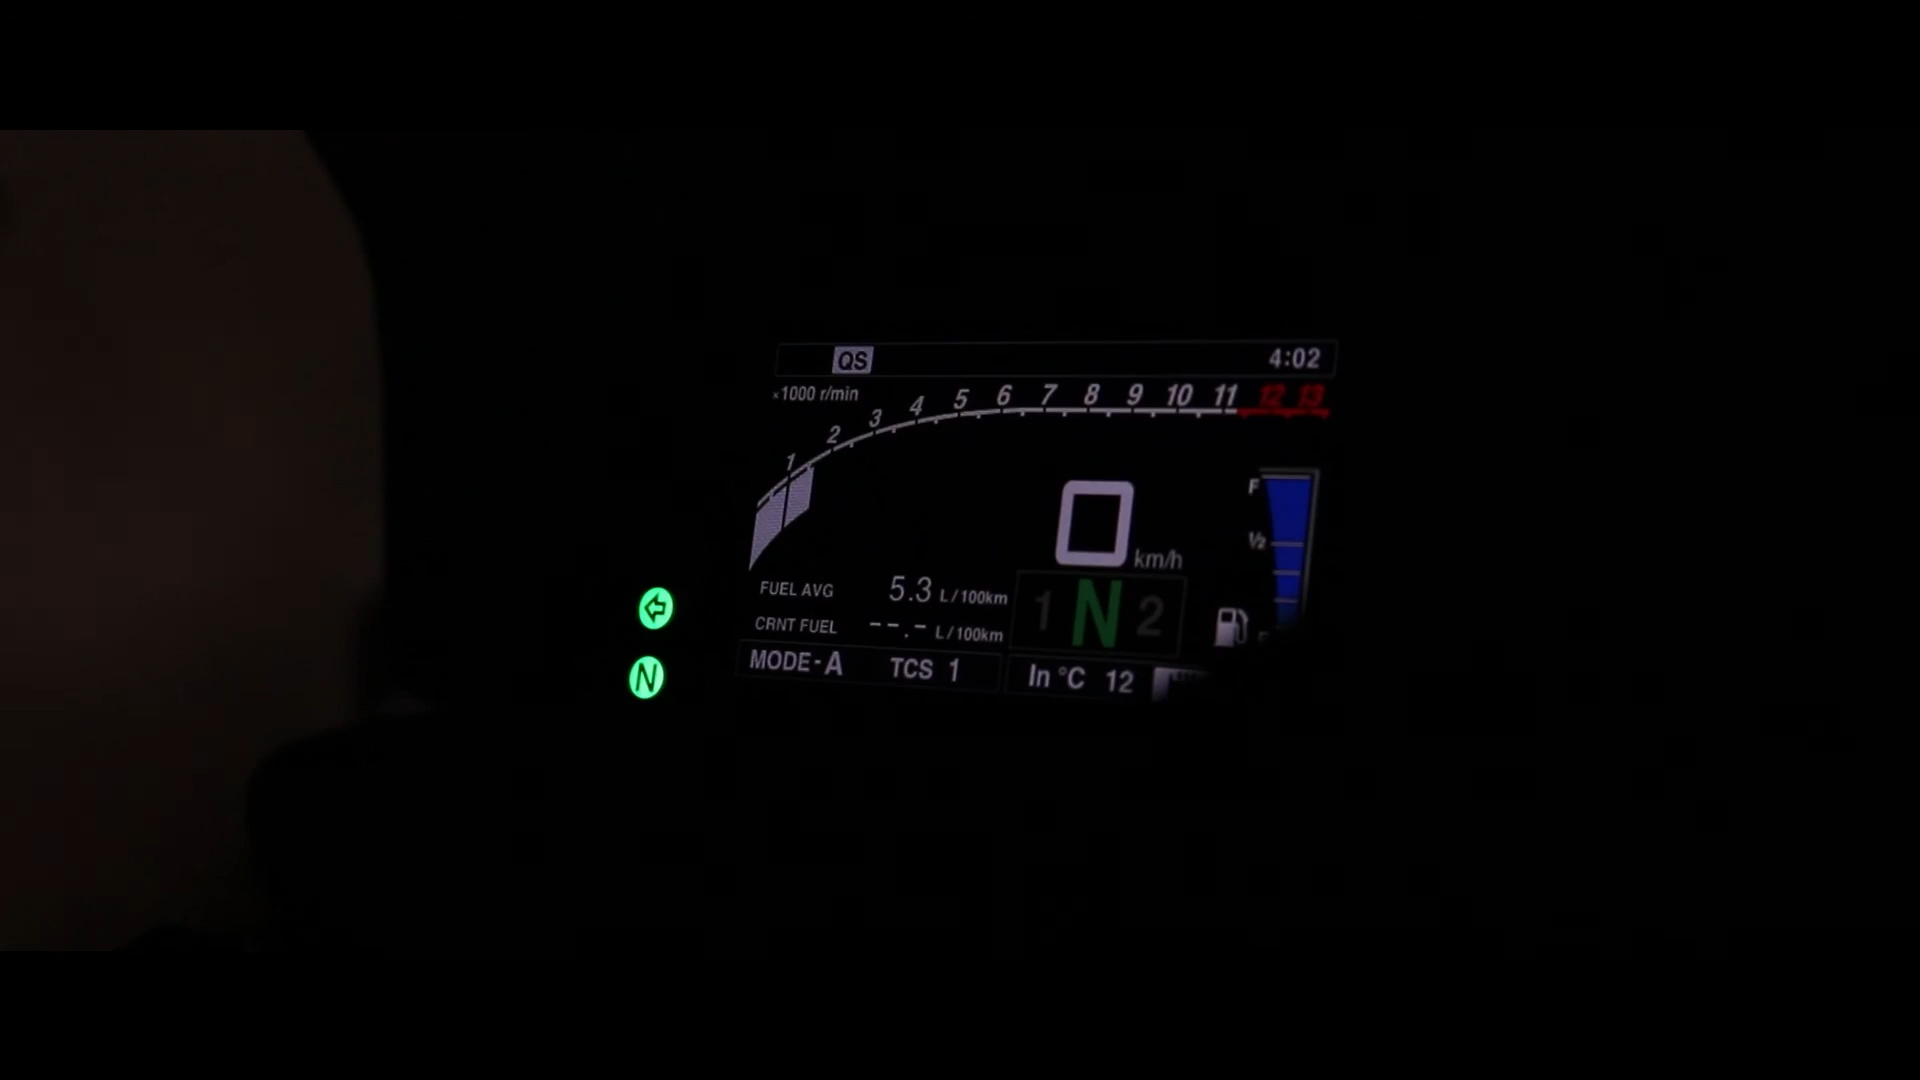 QS 4:02
×1000 r/min
1 2 3 4 5 6 7 8 9 10 11 12 13
F
½
0 km/h
FUEL AVG 5.3 L/100km
1 N 2
CRNT FUEL --.- L/100km
MODE-A TCS 1 In °C 12
N